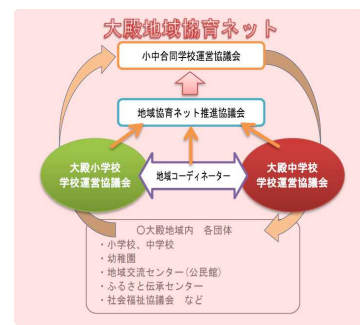 大殿地域協育ネット
小中合同学校運営協議会
地域協育ネット推進協議会
大殿小学校
学校運営協議会
地域コーディネーター
大殿中学校
学校運営協議会
〇大殿地域内　各団体
・小学校、中学校
・幼稚園
・地域交流センター(公民館)
・ふるさと伝承センター
・社会福祉協議会　など